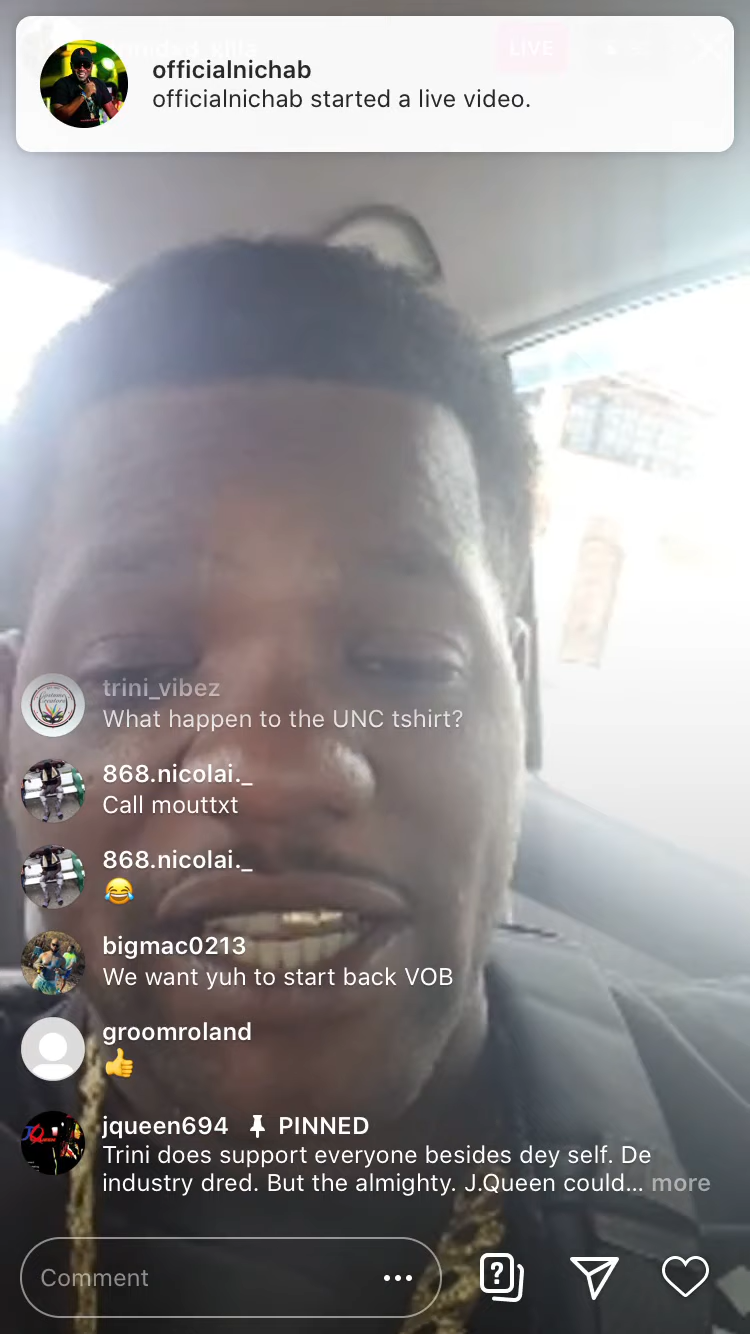 LIVE
officialnichab
officialnichab started a live video.
trini_vibez
What happen to the UNC tshirt?
868.nicolai._
Call mouttxt
868.nicolai._
😂
bigmac0213
We want yuh to start back VOB
groomroland
👍
jqueen694 PINNED
Trini does support everyone besides dey self. De
industry dred. But the almighty. J.Queen could... more
Comment